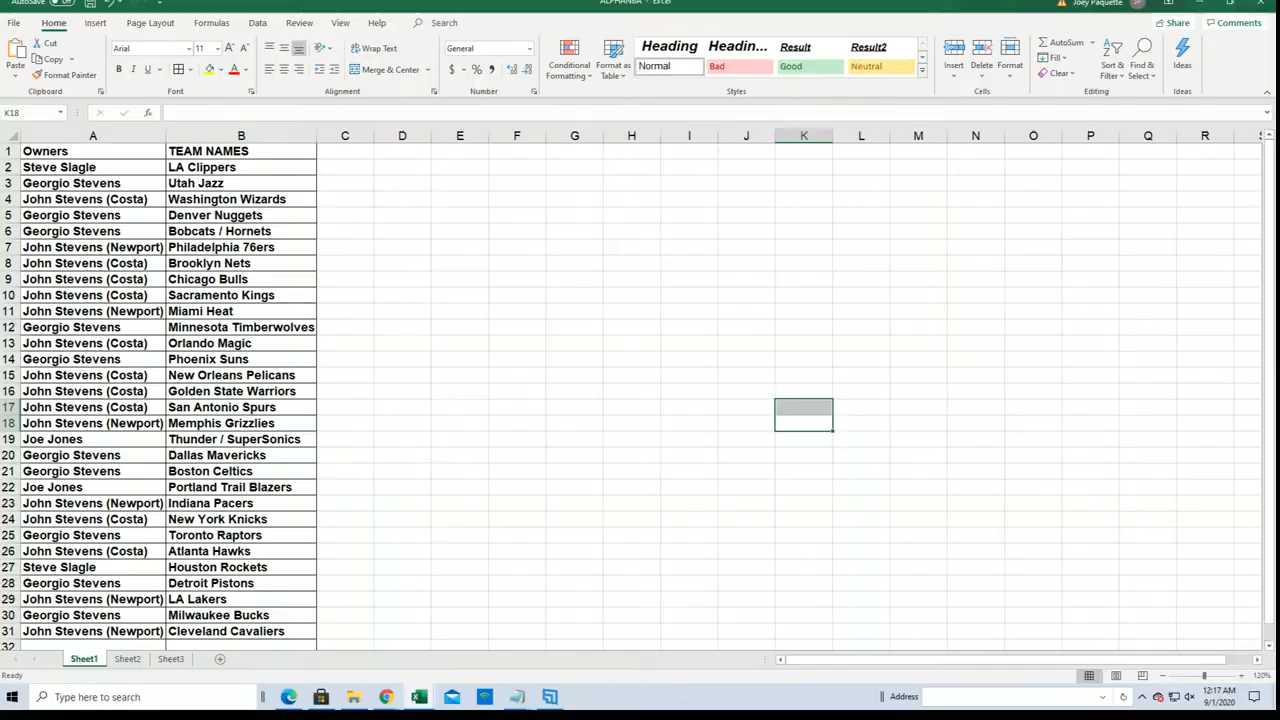 AutoSave Off ALPHANBA - Excel Joey Paquette JP
File Home Insert Page Layout Formulas Data Review View Help Search Share Comments
Paste Cut Copy Format Painter
Arial 11 Wrap Text General Heading Headin... Result Result2
B I U Merge & Center $ % Normal Bad Good Neutral
Conditional Formatting Format as Table Insert Delete Format
AutoSum Fill Clear Sort & Filter Find & Select Ideas
Clipboard Font Alignment Number Styles Cells Editing Ideas
K18 fx
A B C D E F G H I J K L M N O P Q R
1 Owners TEAM NAMES
2 Steve Slagle LA Clippers
3 Georgio Stevens Utah Jazz
4 John Stevens (Costa) Washington Wizards
5 Georgio Stevens Denver Nuggets
6 Georgio Stevens Bobcats / Hornets
7 John Stevens (Newport) Philadelphia 76ers
8 John Stevens (Costa) Brooklyn Nets
9 John Stevens (Costa) Chicago Bulls
10 John Stevens (Costa) Sacramento Kings
11 John Stevens (Newport) Miami Heat
12 Georgio Stevens Minnesota Timberwolves
13 John Stevens (Costa) Orlando Magic
14 Georgio Stevens Phoenix Suns
15 John Stevens (Costa) New Orleans Pelicans
16 John Stevens (Costa) Golden State Warriors
17 John Stevens (Costa) San Antonio Spurs
18 John Stevens (Newport) Memphis Grizzlies
19 Joe Jones Thunder / SuperSonics
20 Georgio Stevens Dallas Mavericks
21 Georgio Stevens Boston Celtics
22 Joe Jones Portland Trail Blazers
23 John Stevens (Newport) Indiana Pacers
24 John Stevens (Costa) New York Knicks
25 Georgio Stevens Toronto Raptors
26 John Stevens (Costa) Atlanta Hawks
27 Steve Slagle Houston Rockets
28 Georgio Stevens Detroit Pistons
29 John Stevens (Newport) LA Lakers
30 Georgio Stevens Milwaukee Bucks
31 John Stevens (Newport) Cleveland Cavaliers
32
Sheet1 Sheet2 Sheet3
Ready 120%
Type here to search Address 12:17 AM
9/1/2020